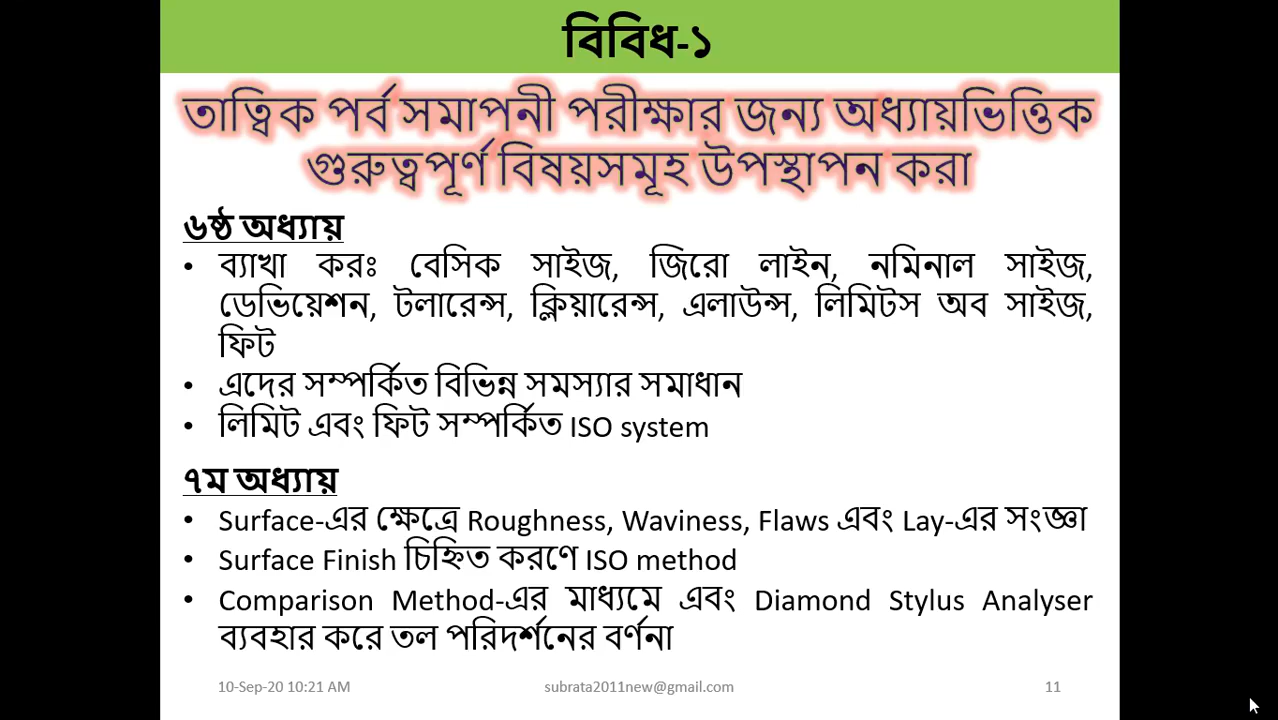 বিবিধ-১
তাত্বিক পর্ব সমাপনী পরীক্ষার জন্য অধ্যায়ভিত্তিক
গুরুত্বপূর্ণ বিষয়সমূহ উপস্থাপন করা
৬ষ্ঠ অধ্যায়
• ব্যাখা করঃ বেসিক সাইজ, জিরো লাইন, নমিনাল সাইজ,
ডেভিয়েশন, টলারেন্স, ক্লিয়ারেন্স, এলাউন্স, লিমিটস অব সাইজ,
ফিট
• এদের সম্পর্কিত বিভিন্ন সমস্যার সমাধান
• লিমিট এবং ফিট সম্পর্কিত ISO system
৭ম অধ্যায়
• Surface-এর ক্ষেত্রে Roughness, Waviness, Flaws এবং Lay-এর সংজ্ঞা
• Surface Finish চিহ্নিত করণে ISO method
• Comparison Method-এর মাধ্যমে এবং Diamond Stylus Analyser
ব্যবহার করে তল পরিদর্শনের বর্ণনা
10-Sep-20 10:21 AM subrata2011new@gmail.com 11